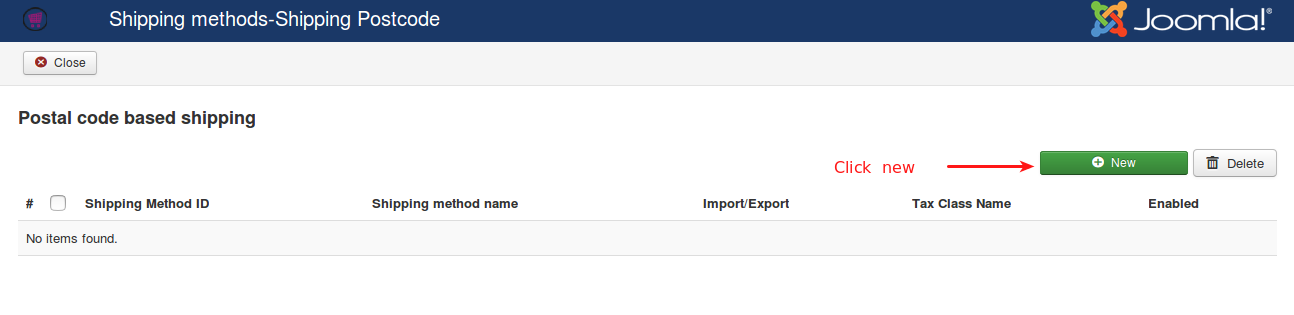 Shipping methods-Shipping Postcode
Joomla!®
Close
Postal code based shipping
Click new
New
Delete
# Shipping Method ID Shipping method name Import/Export Tax Class Name Enabled
No items found.